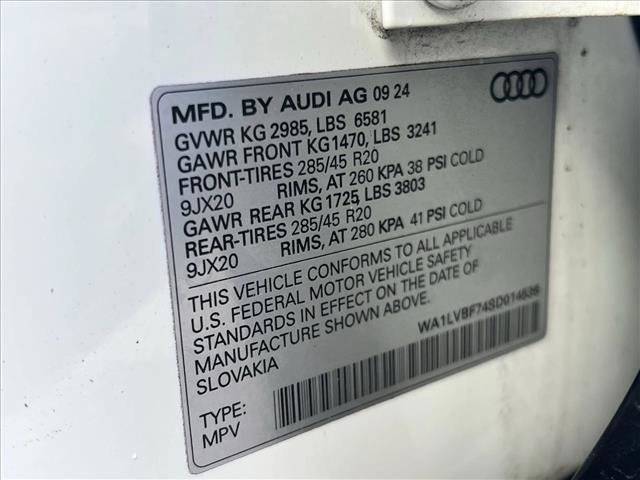 MFD. BY AUDI AG 09 24
GVWR KG 2985, LBS 6581
GAWR FRONT KG1470, LBS 3241
FRONT-TIRES 285/45 R20
9JX20 RIMS, AT 260 KPA 38 PSI COLD
GAWR REAR KG 1725, LBS 3803
REAR-TIRES 285/45 R20
9JX20 RIMS, AT 280 KPA 41 PSI COLD
THIS VEHICLE CONFORMS TO ALL APPLICABLE
U.S. FEDERAL MOTOR VEHICLE SAFETY
STANDARDS IN EFFECT ON THE DATE OF
MANUFACTURE SHOWN ABOVE.
SLOVAKIA
WA1LVBF74SD014636
TYPE:
MPV